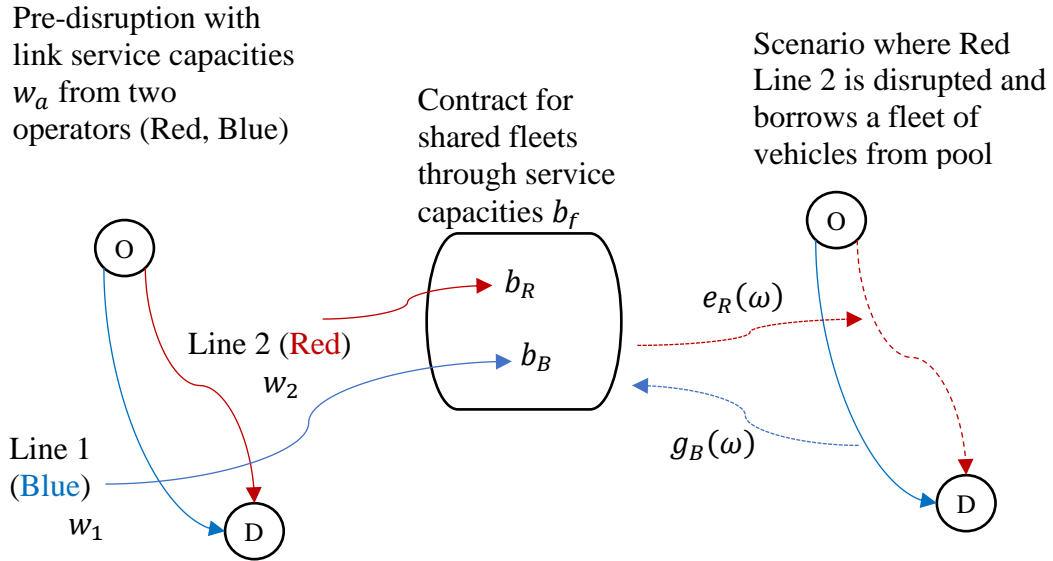 Pre-disruption with
link service capacities
w_a from two
operators (Red, Blue)
Contract for
shared fleets
through service
capacities b_f
Scenario where Red
Line 2 is disrupted and
borrows a fleet of
vehicles from pool
O
Line 2 (Red)
w_2
Line 1
(Blue)
w_1
D
b_R
b_B
e_R(ω)
g_B(ω)
O
D